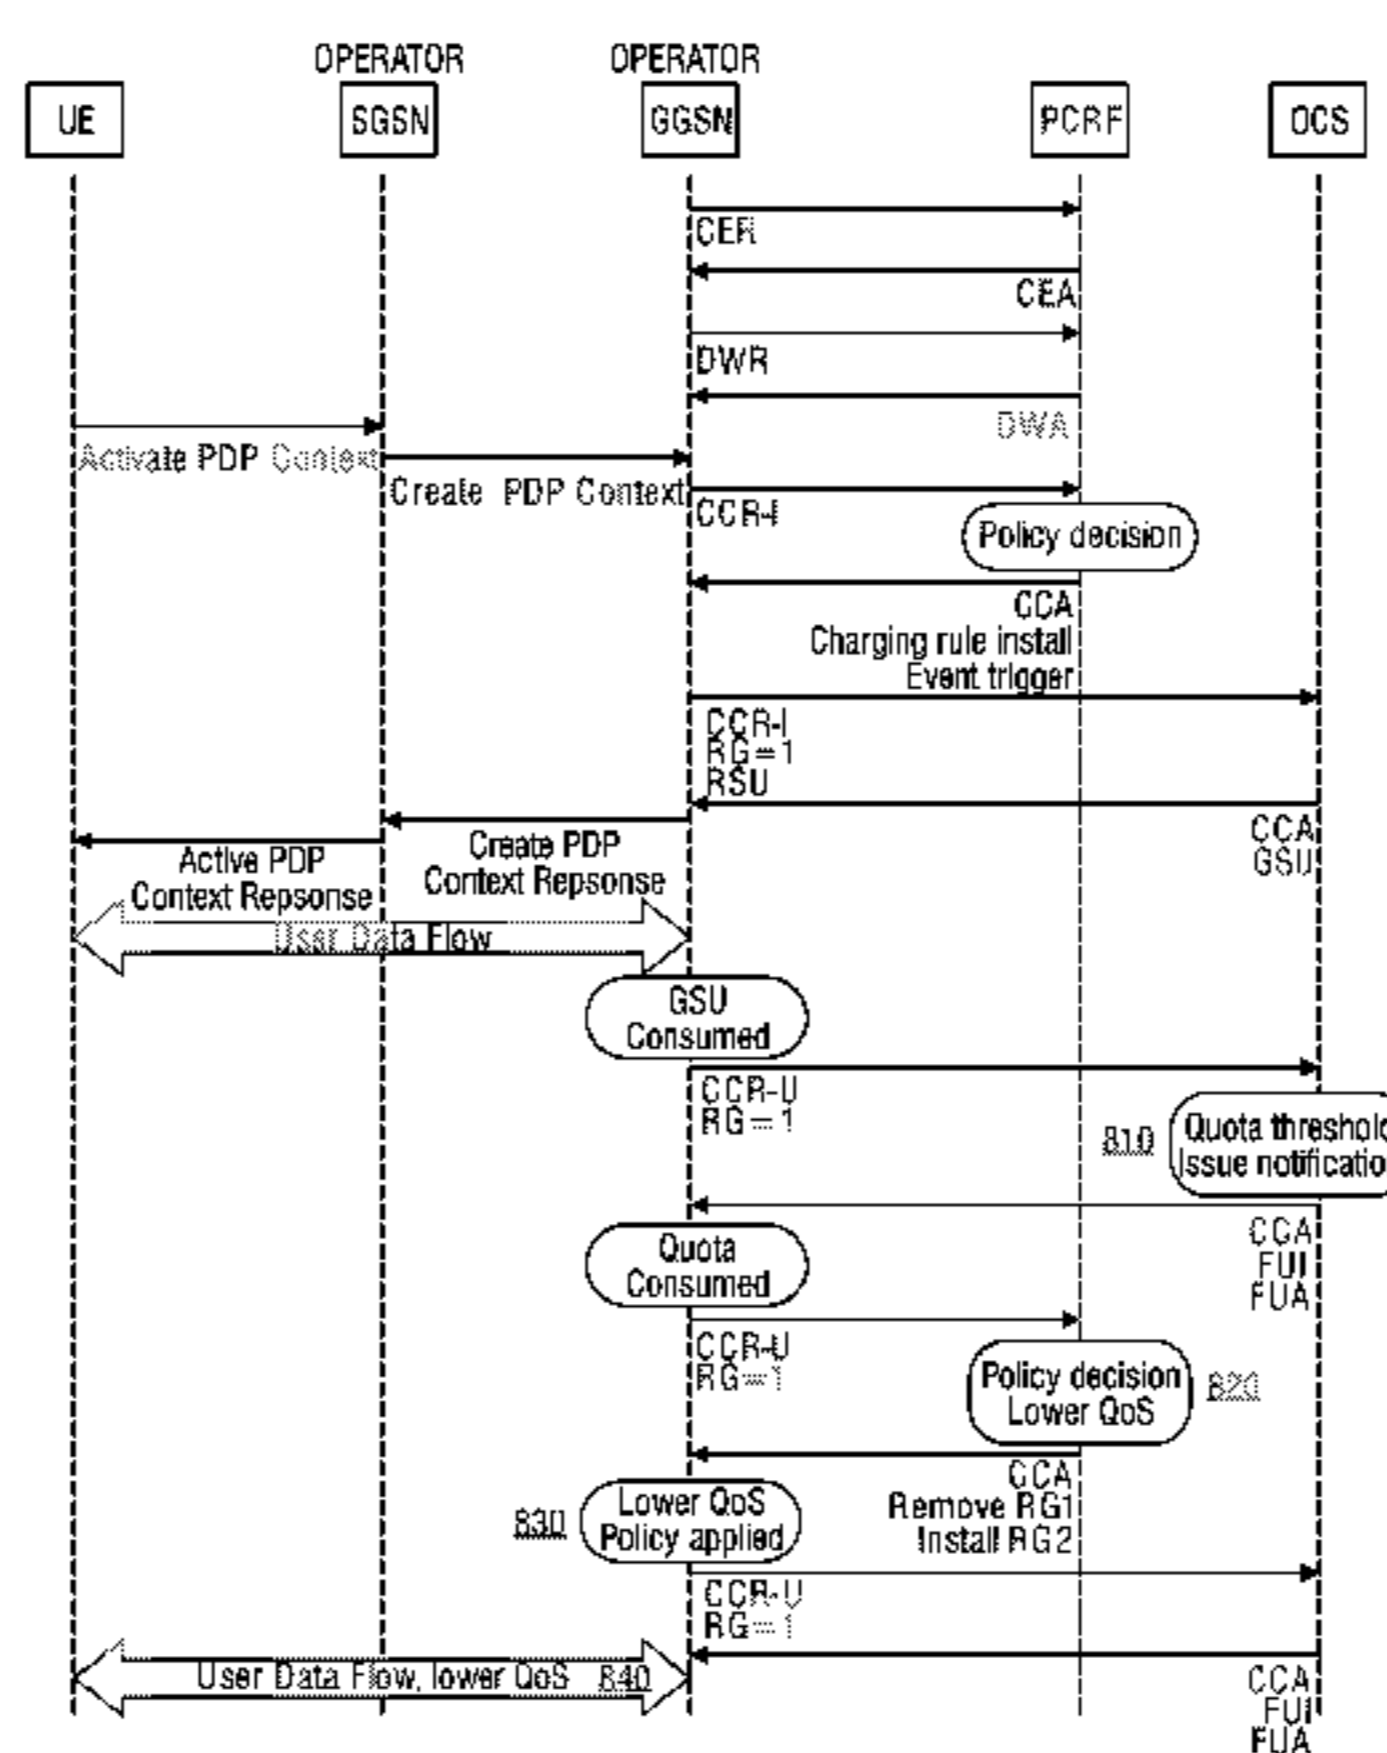 OPERATOR
OPERATOR
UE
SGSN
GGSN
PCRF
OCS
CER
CEA
DWR
DWA
Activate PDP Context
Create PDP Context
CCR-I
Policy decision
CCA
Charging rule install
Event trigger
CCR-I
RG=1
RSU
CCA
GSU
Create PDP
Context Repsonse
Active PDP
Context Repsonse
User Data Flow
GSU
Consumed
CCR-U
RG=1
810
Quota threshold
Issue notification
CCA
FUI
FUA
Quota
Consumed
CCR-U
RG=1
Policy decision
Lower QoS
820
CCA
Remove RG1
Install RG2
830
Lower QoS
Policy applied
CCR-U
RG=1
User Data Flow, lower QoS 840
CCA
FUI
FUA